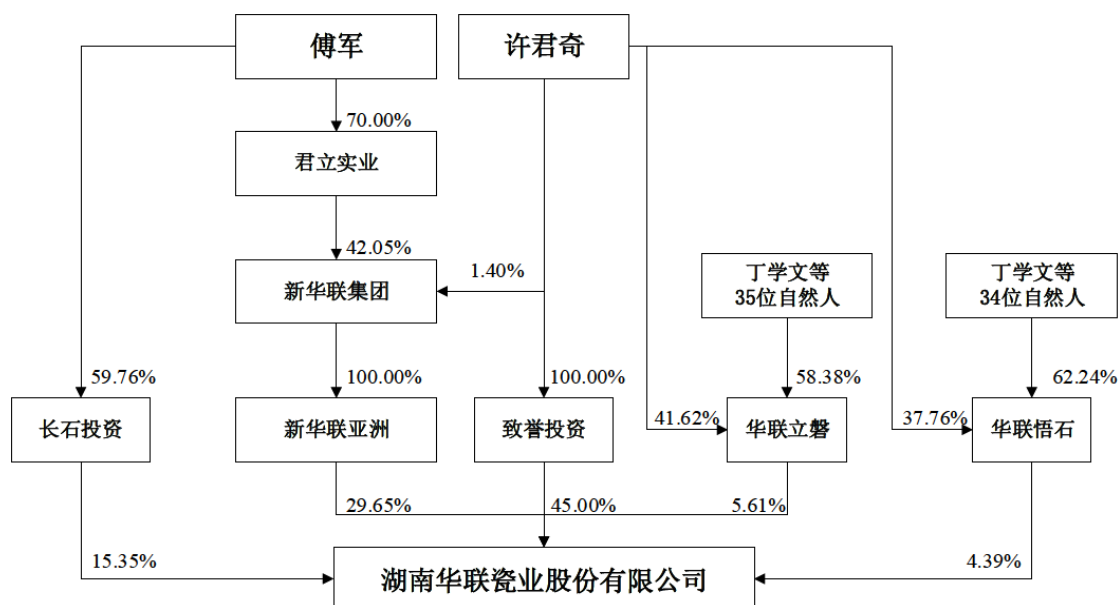 傅军
许君奇
70.00%
君立实业
42.05%
1.40%
新华联集团
丁学文等
35位自然人
丁学文等
34位自然人
59.76%
100.00%
100.00%
58.38%
62.24%
长石投资
新华联亚洲
致誉投资
41.62%
华联立磐
37.76%
华联悟石
29.65%
45.00%
5.61%
15.35%
湖南华联瓷业股份有限公司
4.39%